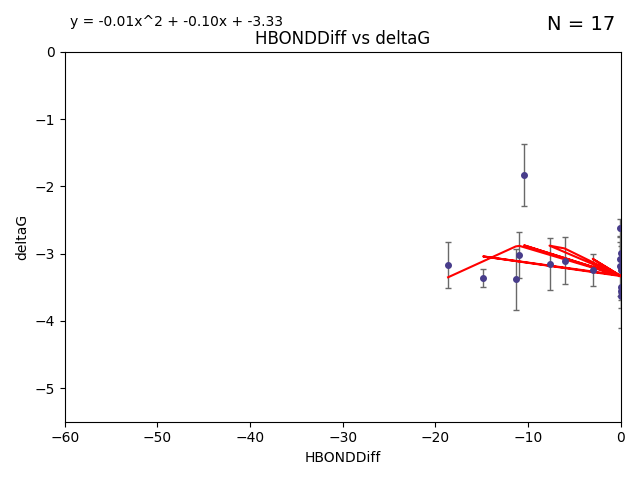 y = -0.01x^2 + -0.10x + -3.33
N = 17
HBONDDiff vs deltaG
0
−1
−2
−3
−4
−5
deltaG
−60 −50 −40 −30 −20 −10 0
HBONDDiff